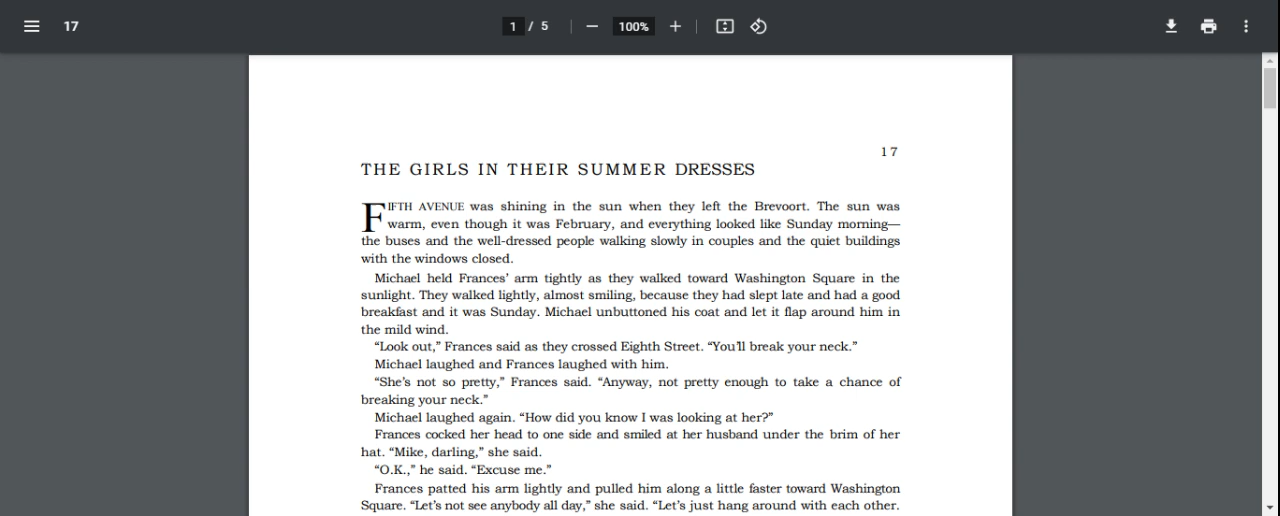 17
1 / 5
100%
17
THE GIRLS IN THEIR SUMMER DRESSES
FIFTH AVENUE was shining in the sun when they left the Brevoort. The sun was
warm, even though it was February, and everything looked like Sunday morning—
the buses and the well-dressed people walking slowly in couples and the quiet buildings
with the windows closed.
Michael held Frances’ arm tightly as they walked toward Washington Square in the
sunlight. They walked lightly, almost smiling, because they had slept late and had a good
breakfast and it was Sunday. Michael unbuttoned his coat and let it flap around him in
the mild wind.
“Look out,” Frances said as they crossed Eighth Street. “You’ll break your neck.”
Michael laughed and Frances laughed with him.
“She’s not so pretty,” Frances said. “Anyway, not pretty enough to take a chance of
breaking your neck.”
Michael laughed again. “How did you know I was looking at her?”
Frances cocked her head to one side and smiled at her husband under the brim of her
hat. “Mike, darling,” she said.
“O.K.,” he said. “Excuse me.”
Frances patted his arm lightly and pulled him along a little faster toward Washington
Square. “Let’s not see anybody all day,” she said. “Let’s just hang around with each other.